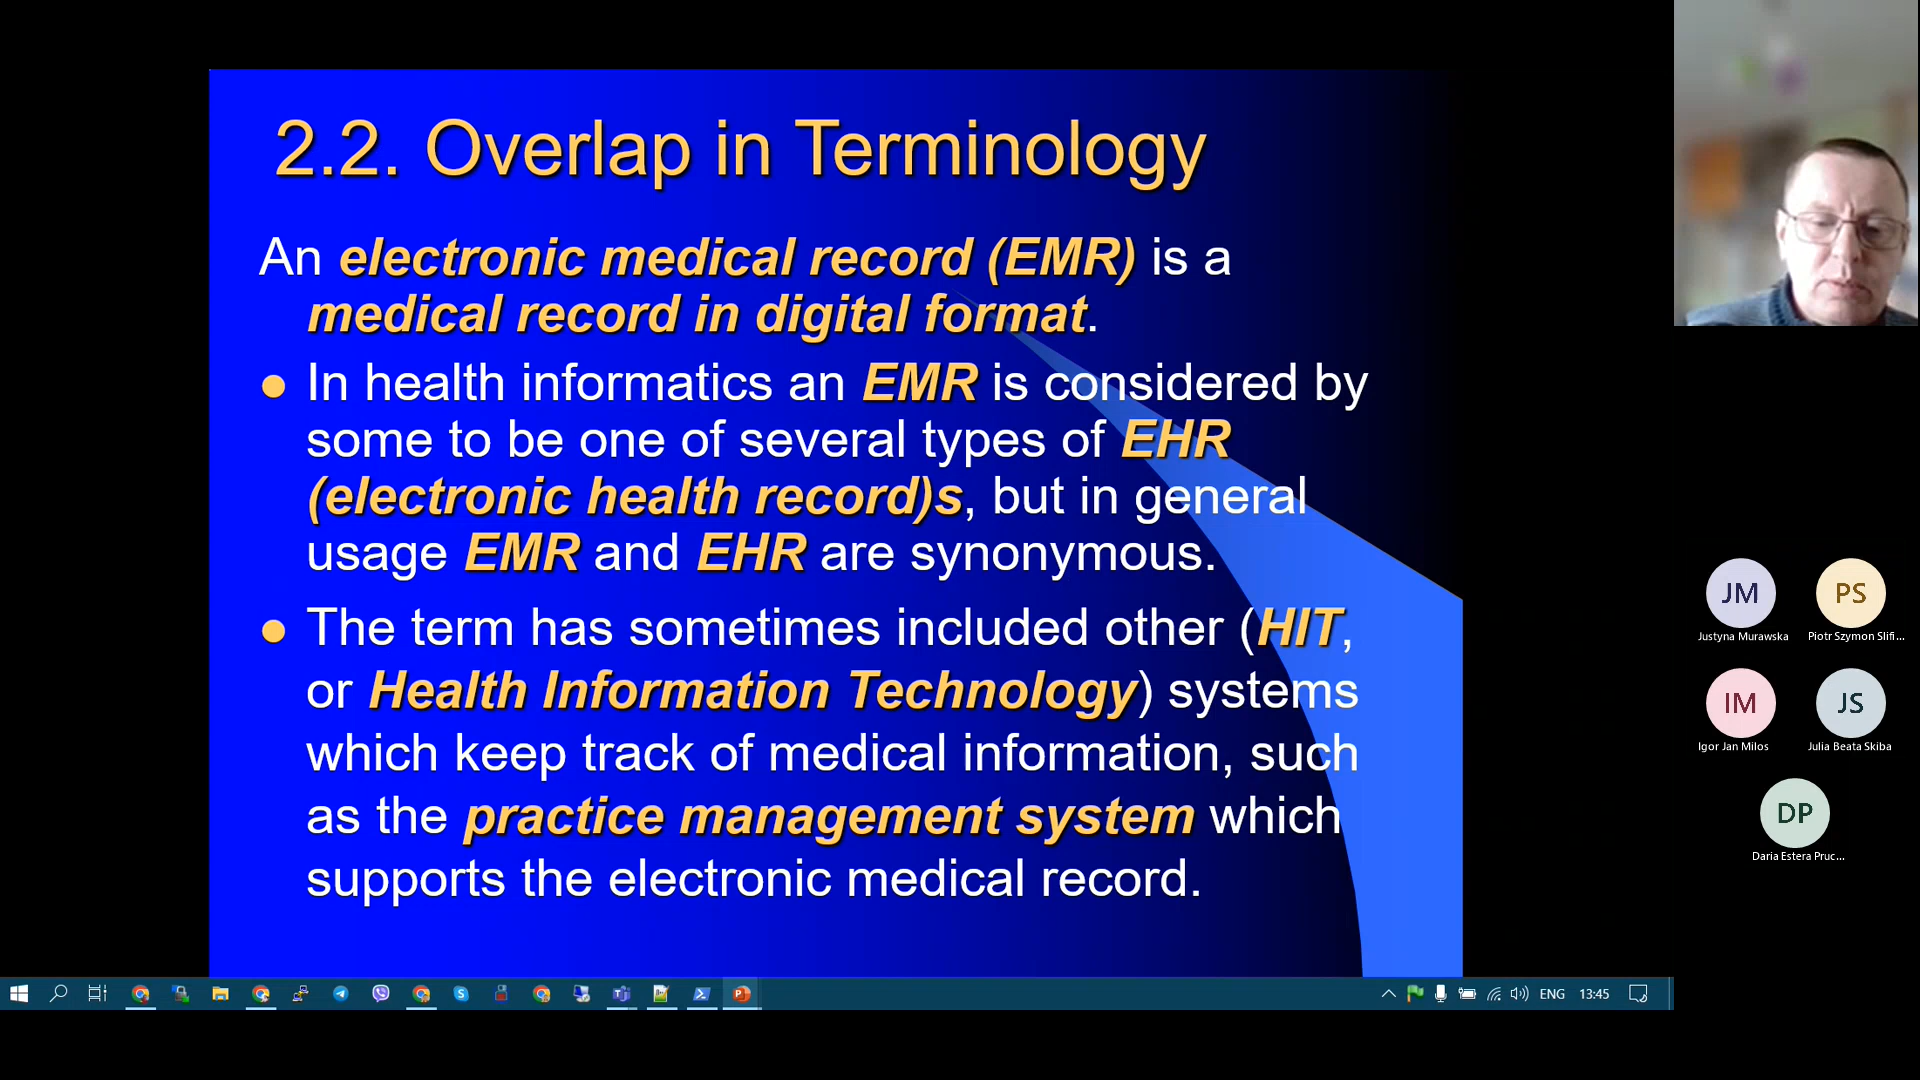 2.2. Overlap in Terminology
An electronic medical record (EMR) is a
medical record in digital format.
In health informatics an EMR is considered by
some to be one of several types of EHR
(electronic health record)s, but in general
usage EMR and EHR are synonymous.
The term has sometimes included other (HIT,
or Health Information Technology) systems
which keep track of medical information, such
as the practice management system which
supports the electronic medical record.
JM
Justyna Murawska
PS
Piotr Szymon Slifi...
IM
Igor Jan Milos
JS
Julia Beata Skiba
DP
Daria Estera Pruc...
ENG
13:45